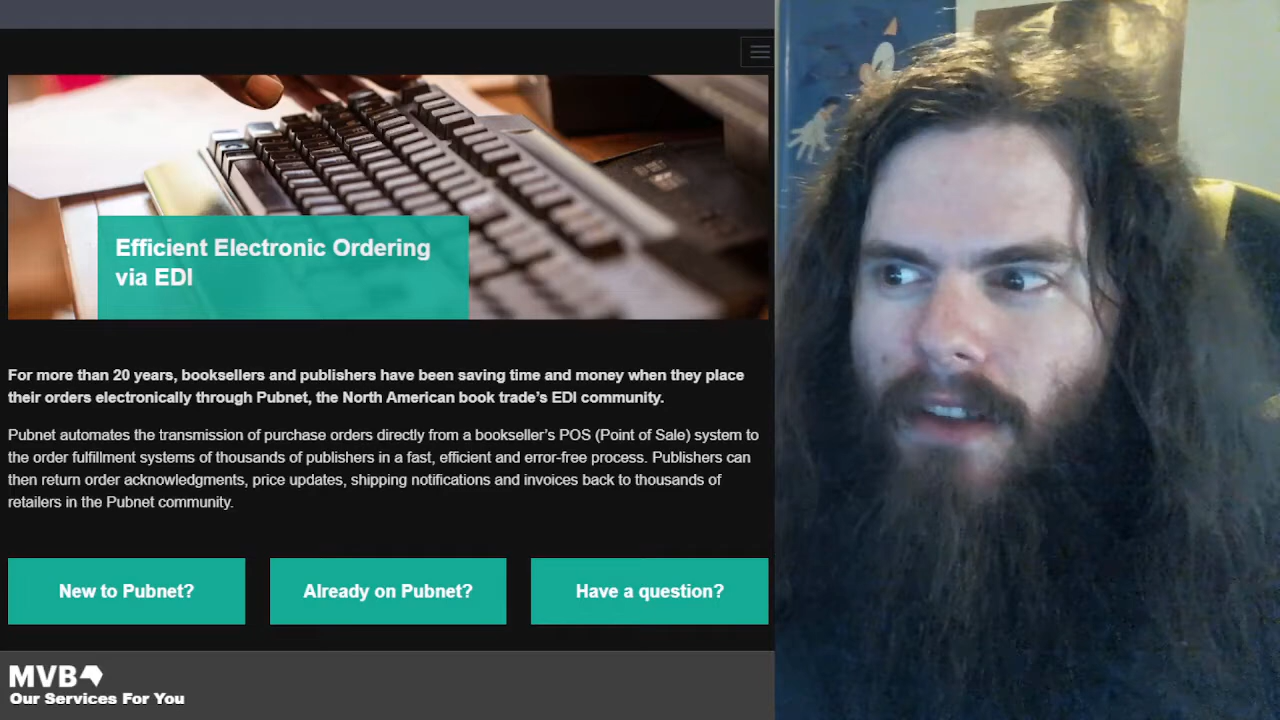 Efficient Electronic Ordering
via EDI
For more than 20 years, booksellers and publishers have been saving time and money when they place
their orders electronically through Pubnet, the North American book trade’s EDI community.
Pubnet automates the transmission of purchase orders directly from a bookseller’s POS (Point of Sale) system to
the order fulfillment systems of thousands of publishers in a fast, efficient and error-free process. Publishers can
then return order acknowledgments, price updates, shipping notifications and invoices back to thousands of
retailers in the Pubnet community.
New to Pubnet?
Already on Pubnet?
Have a question?
MVB
Our Services For You